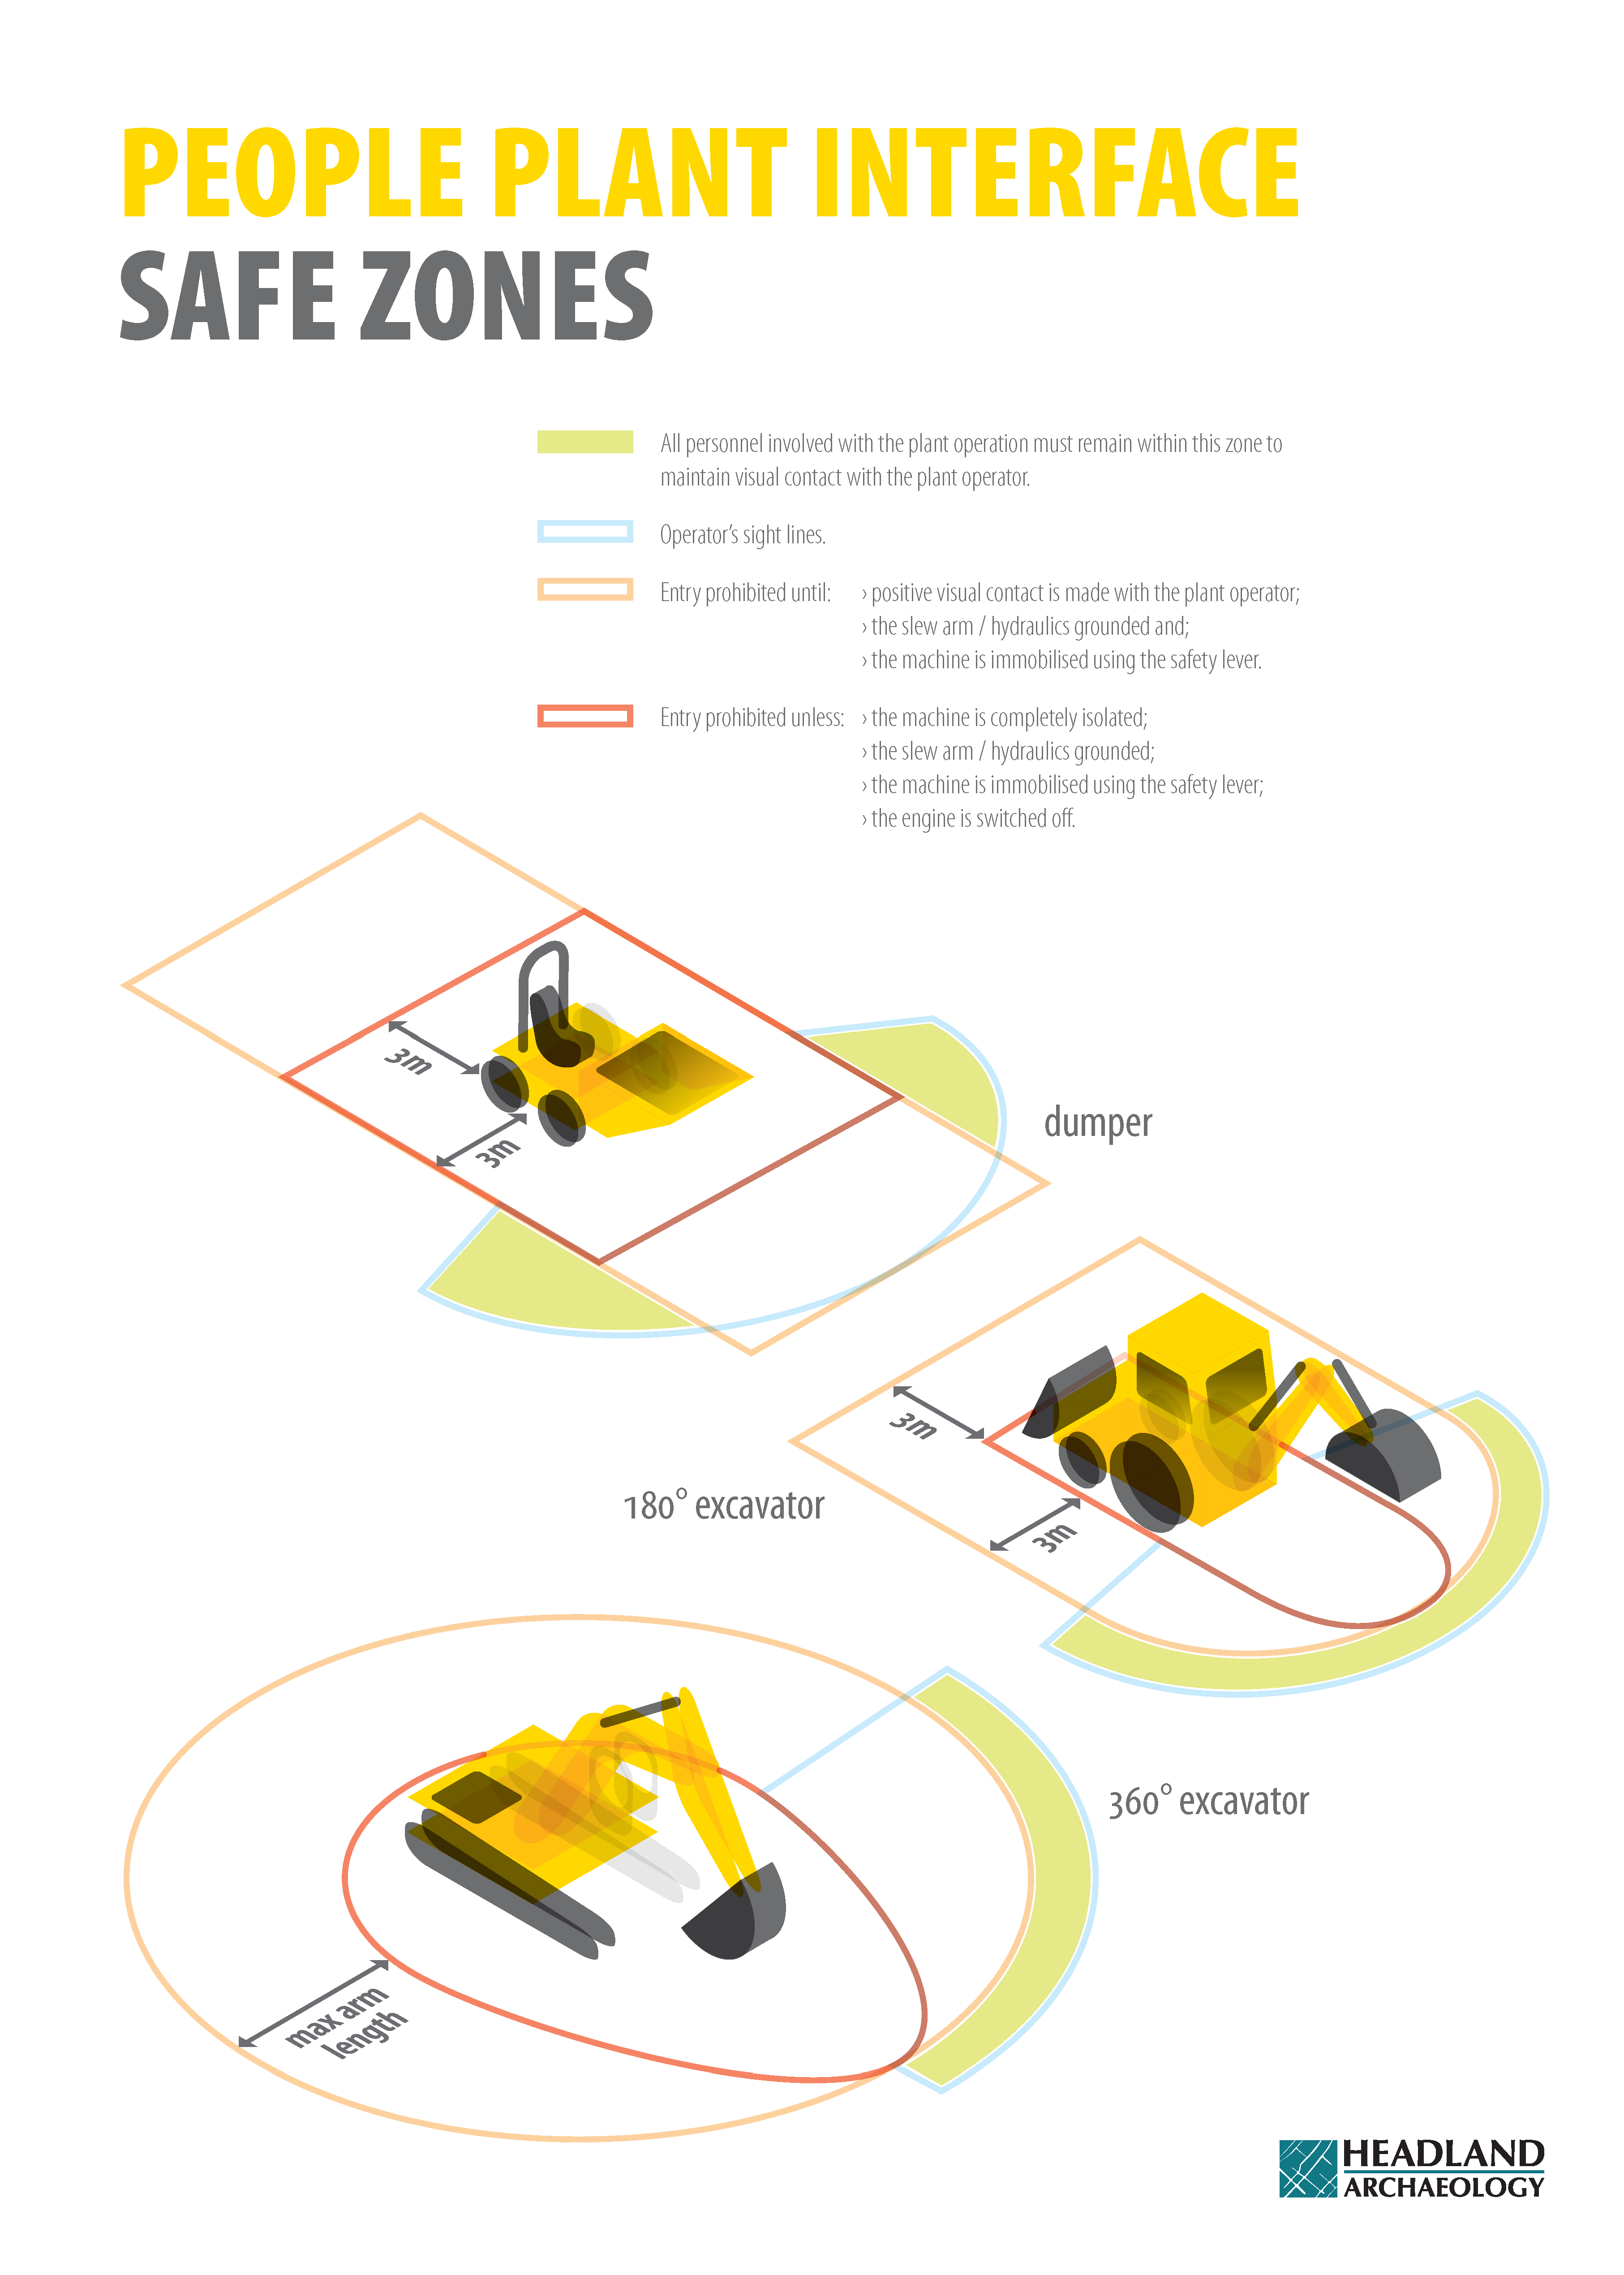 PEOPLE PLANT INTERFACE
SAFE ZONES
All personnel involved with the plant operation must remain within this zone to
maintain visual contact with the plant operator.
Operator’s sight lines.
Entry prohibited until: › positive visual contact is made with the plant operator;
› the slew arm / hydraulics grounded and;
› the machine is immobilised using the safety lever.
Entry prohibited unless: › the machine is completely isolated;
› the slew arm / hydraulics grounded;
› the machine is immobilised using the safety lever;
› the engine is switched off.
3m
3m
dumper
3m
3m
180° excavator
360° excavator
max arm
length
HEADLAND
ARCHAEOLOGY